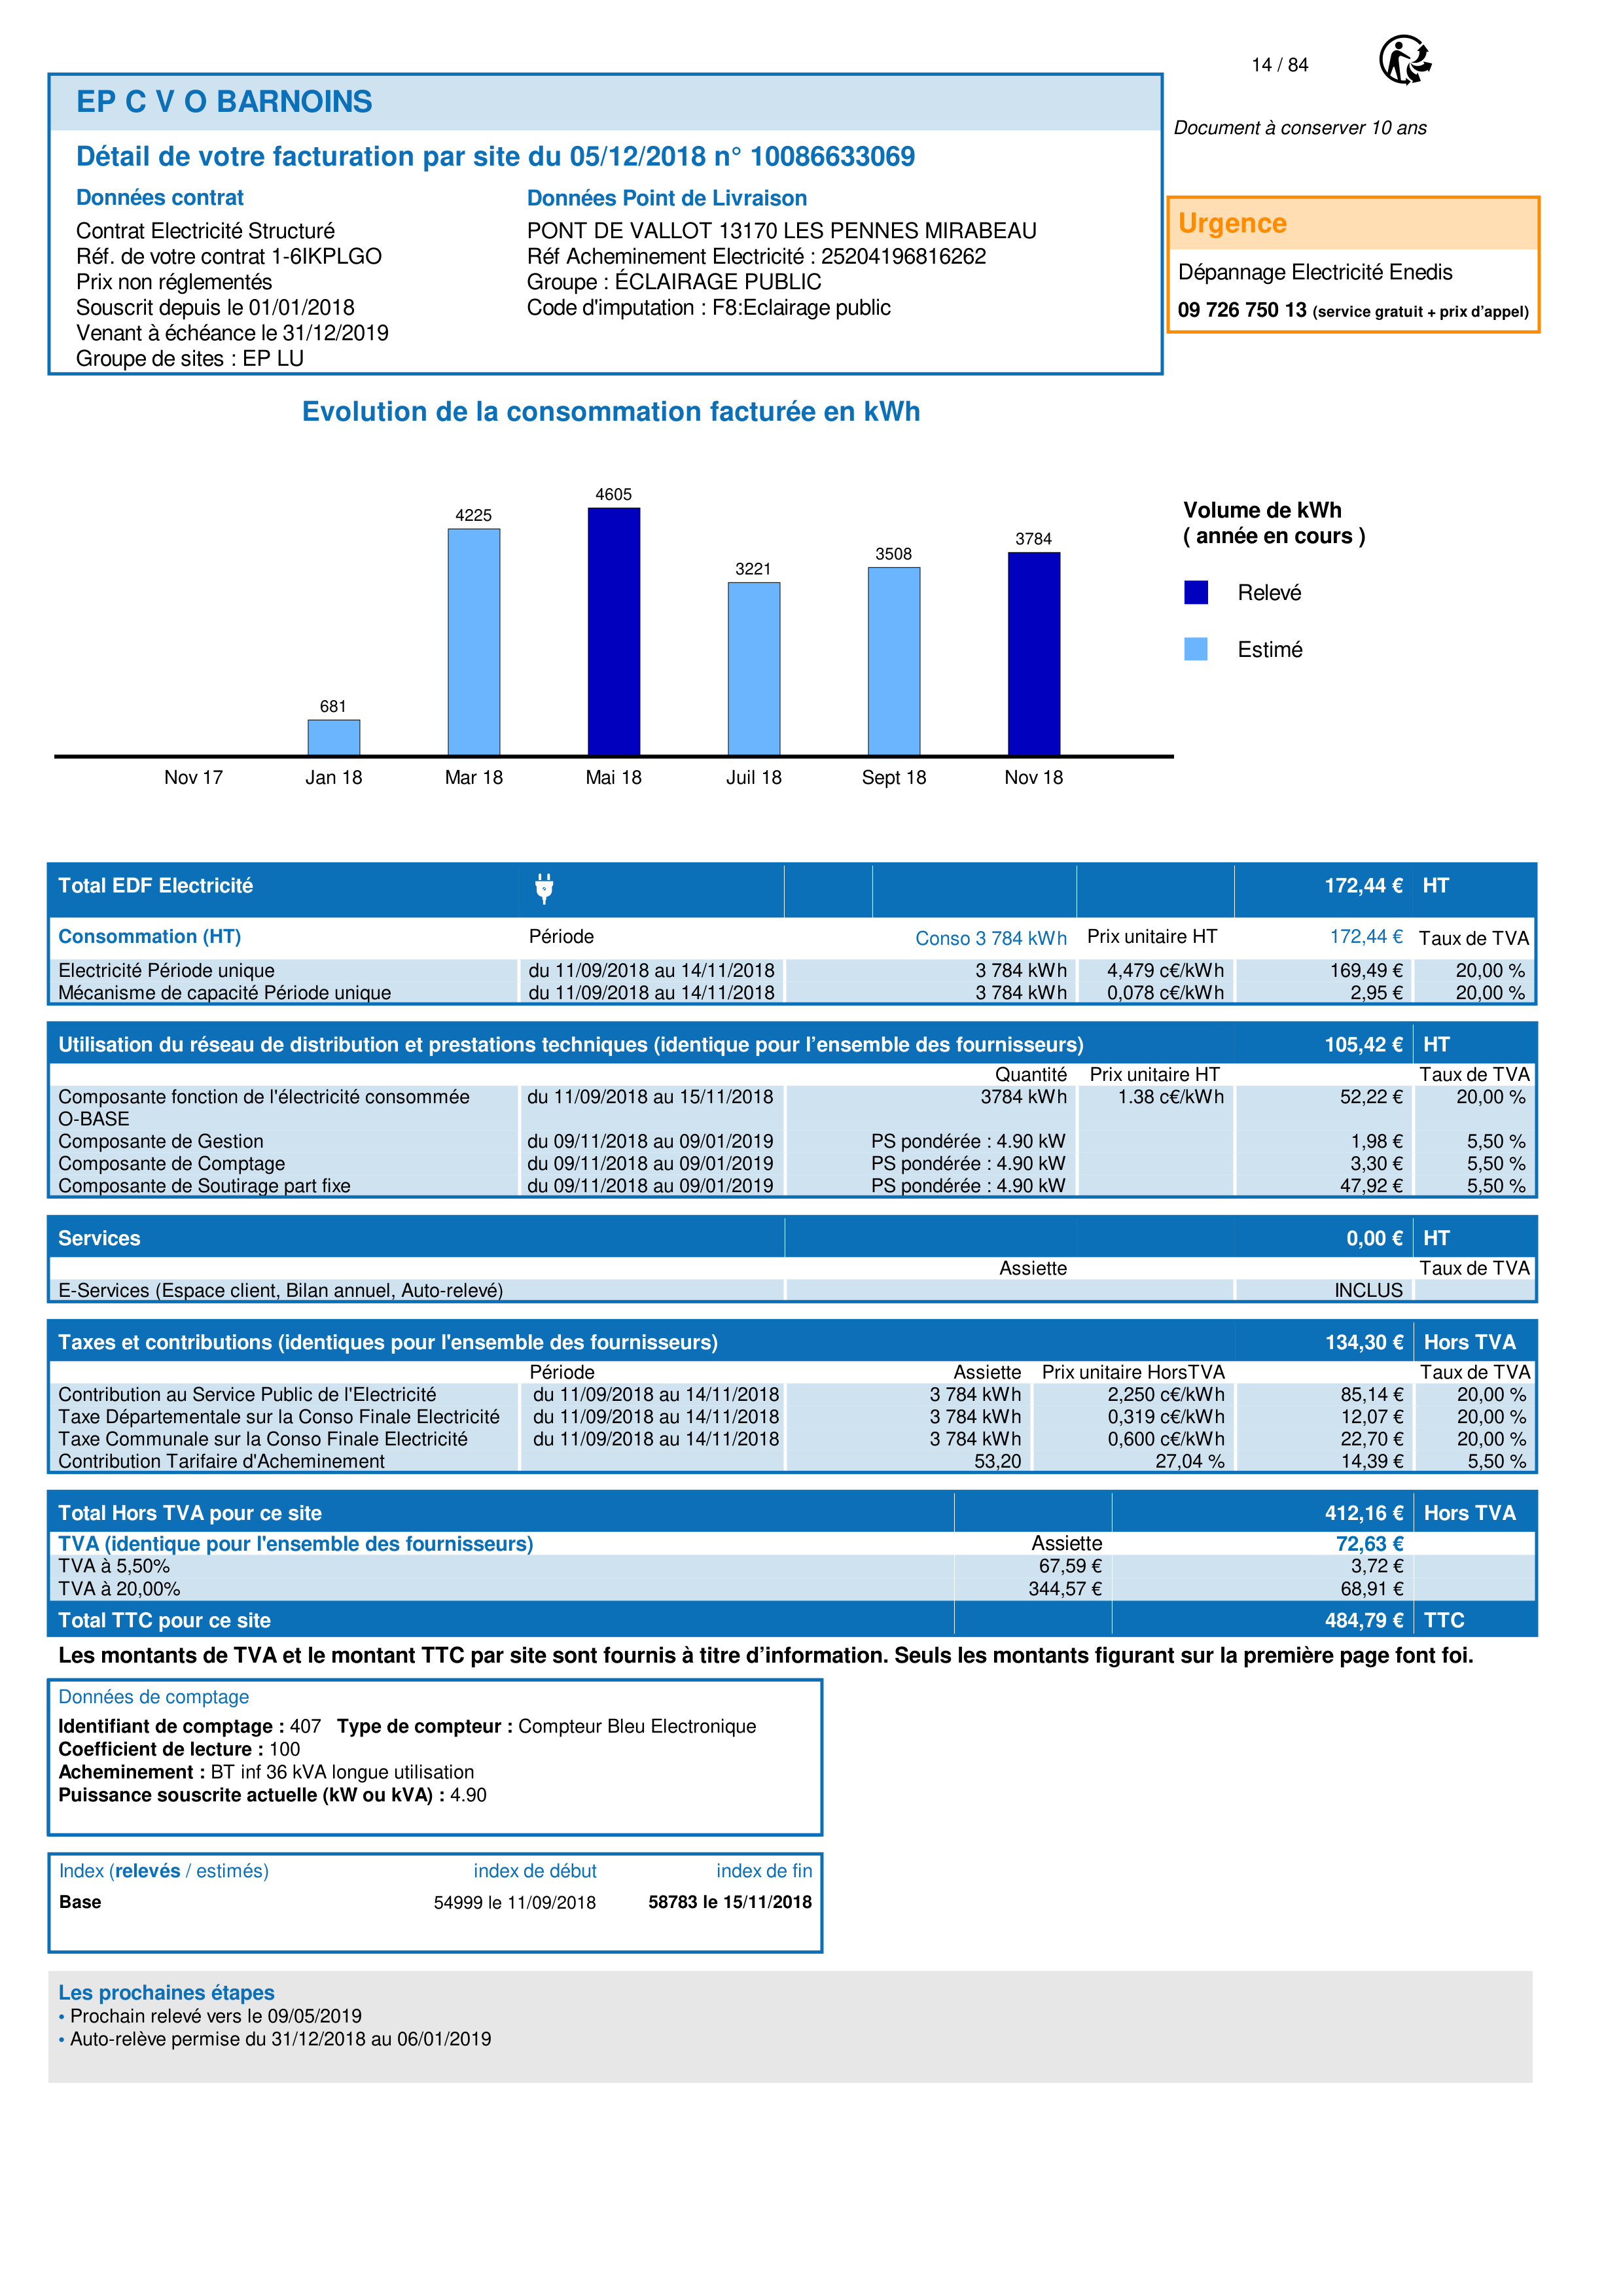 14 / 84
EP C V O BARNOINS
Document à conserver 10 ans
Détail de votre facturation par site du 05/12/2018 n° 10086633069
Données contrat
Contrat Electricité Structuré
Réf. de votre contrat 1-6IKPLGO
Prix non réglementés
Souscrit depuis le 01/01/2018
Venant à échéance le 31/12/2019
Groupe de sites : EP LU
Données Point de Livraison
PONT DE VALLOT 13170 LES PENNES MIRABEAU
Réf Acheminement Electricité : 25204196816262
Groupe : ÉCLAIRAGE PUBLIC
Code d'imputation : F8:Eclairage public
Urgence
Dépannage Electricité Enedis
09 726 750 13 (service gratuit + prix d’appel)
Evolution de la consommation facturée en kWh
681
4225
4605
3221
3508
3784
Nov 17 Jan 18 Mar 18 Mai 18 Juil 18 Sept 18 Nov 18
Volume de kWh
( année en cours )
Relevé
Estimé
Total EDF Electricité 172,44 € HT
Consommation (HT) Période Conso 3 784 kWh Prix unitaire HT 172,44 € Taux de TVA
Electricité Période unique du 11/09/2018 au 14/11/2018 3 784 kWh 4,479 c€/kWh 169,49 € 20,00 %
Mécanisme de capacité Période unique du 11/09/2018 au 14/11/2018 3 784 kWh 0,078 c€/kWh 2,95 € 20,00 %
Utilisation du réseau de distribution et prestations techniques (identique pour l’ensemble des fournisseurs) 105,42 € HT
Quantité Prix unitaire HT Taux de TVA
Composante fonction de l'électricité consommée du 11/09/2018 au 15/11/2018 3784 kWh 1.38 c€/kWh 52,22 € 20,00 %
O-BASE
Composante de Gestion du 09/11/2018 au 09/01/2019 PS pondérée : 4.90 kW 1,98 € 5,50 %
Composante de Comptage du 09/11/2018 au 09/01/2019 PS pondérée : 4.90 kW 3,30 € 5,50 %
Composante de Soutirage part fixe du 09/11/2018 au 09/01/2019 PS pondérée : 4.90 kW 47,92 € 5,50 %
Services 0,00 € HT
Assiette Taux de TVA
E-Services (Espace client, Bilan annuel, Auto-relevé) INCLUS
Taxes et contributions (identiques pour l'ensemble des fournisseurs) 134,30 € Hors TVA
Période Assiette Prix unitaire HorsTVA Taux de TVA
Contribution au Service Public de l'Electricité du 11/09/2018 au 14/11/2018 3 784 kWh 2,250 c€/kWh 85,14 € 20,00 %
Taxe Départementale sur la Conso Finale Electricité du 11/09/2018 au 14/11/2018 3 784 kWh 0,319 c€/kWh 12,07 € 20,00 %
Taxe Communale sur la Conso Finale Electricité du 11/09/2018 au 14/11/2018 3 784 kWh 0,600 c€/kWh 22,70 € 20,00 %
Contribution Tarifaire d'Acheminement 53,20 27,04 % 14,39 € 5,50 %
Total Hors TVA pour ce site 412,16 € Hors TVA
TVA (identique pour l'ensemble des fournisseurs) Assiette 72,63 €
TVA à 5,50% 67,59 € 3,72 €
TVA à 20,00% 344,57 € 68,91 €
Total TTC pour ce site 484,79 € TTC
Les montants de TVA et le montant TTC par site sont fournis à titre d’information. Seuls les montants figurant sur la première page font foi.
Données de comptage
Identifiant de comptage : 407 Type de compteur : Compteur Bleu Electronique
Coefficient de lecture : 100
Acheminement : BT inf 36 kVA longue utilisation
Puissance souscrite actuelle (kW ou kVA) : 4.90
Index (relevés / estimés) index de début index de fin
Base 54999 le 11/09/2018 58783 le 15/11/2018
Les prochaines étapes
• Prochain relevé vers le 09/05/2019
• Auto-relève permise du 31/12/2018 au 06/01/2019